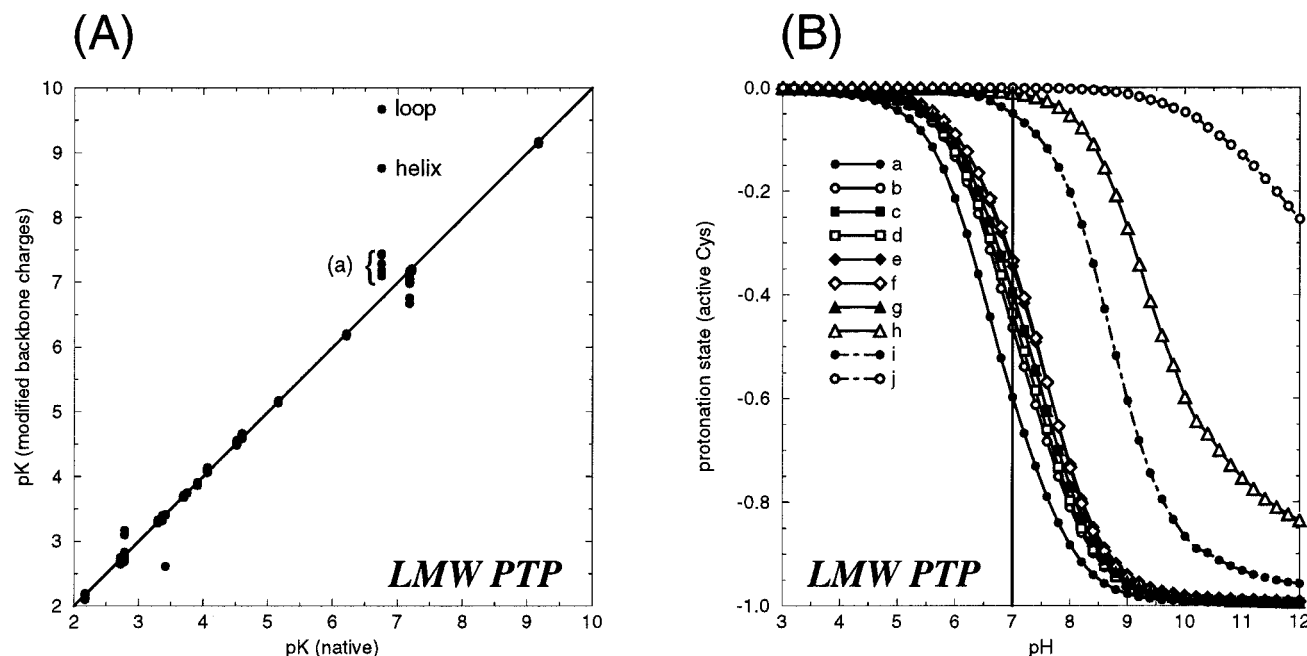 (A)
10
9
8
7
6
5
4
3
2
pK (modified backbone charges)
loop
helix
(a) {
LMW PTP
2 3 4 5 6 7 8 9 10
pK (native)
(B)
0.0
-0.2
-0.4
-0.6
-0.8
-1.0
protonation state (active Cys)
a
b
c
d
e
f
g
h
i
j
LMW PTP
3 4 5 6 7 8 9 10 11 12
pH